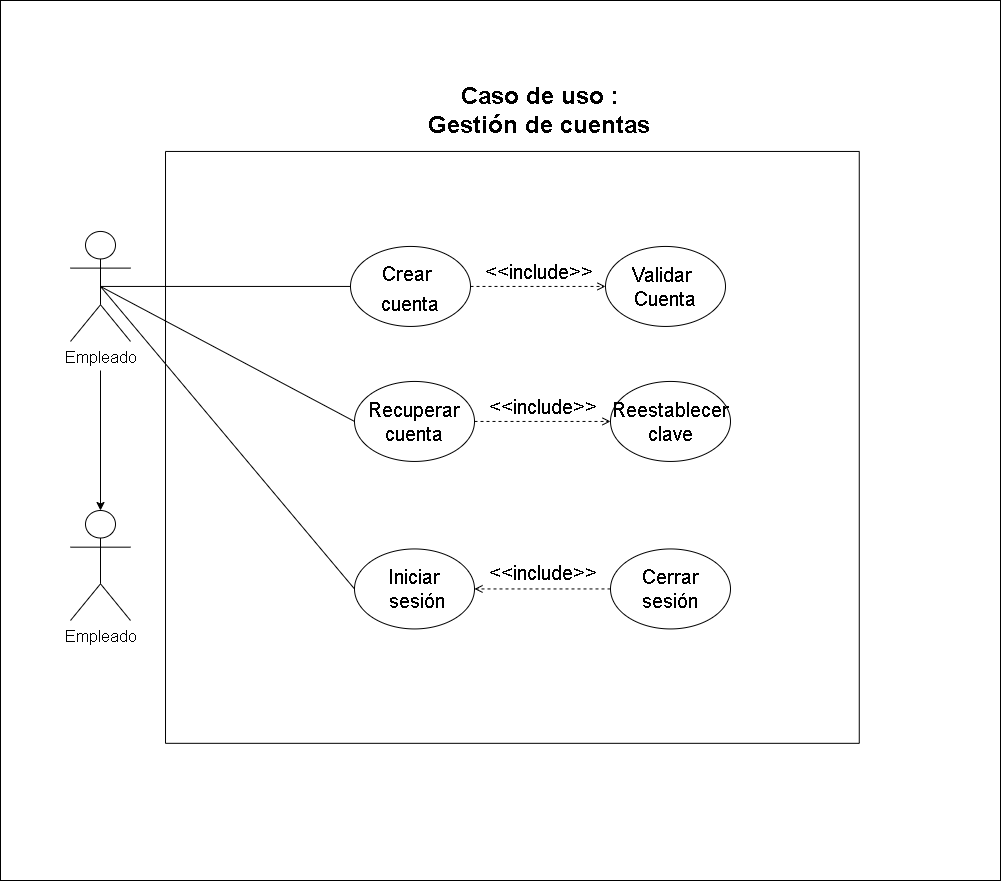 Caso de uso :
Gestión de cuentas
Crear
cuenta
<<include>>
Validar
Cuenta
Empleado
Recuperar
cuenta
<<include>>
Reestablecer
clave
Iniciar
sesión
<<include>>
Cerrar
sesión
Empleado